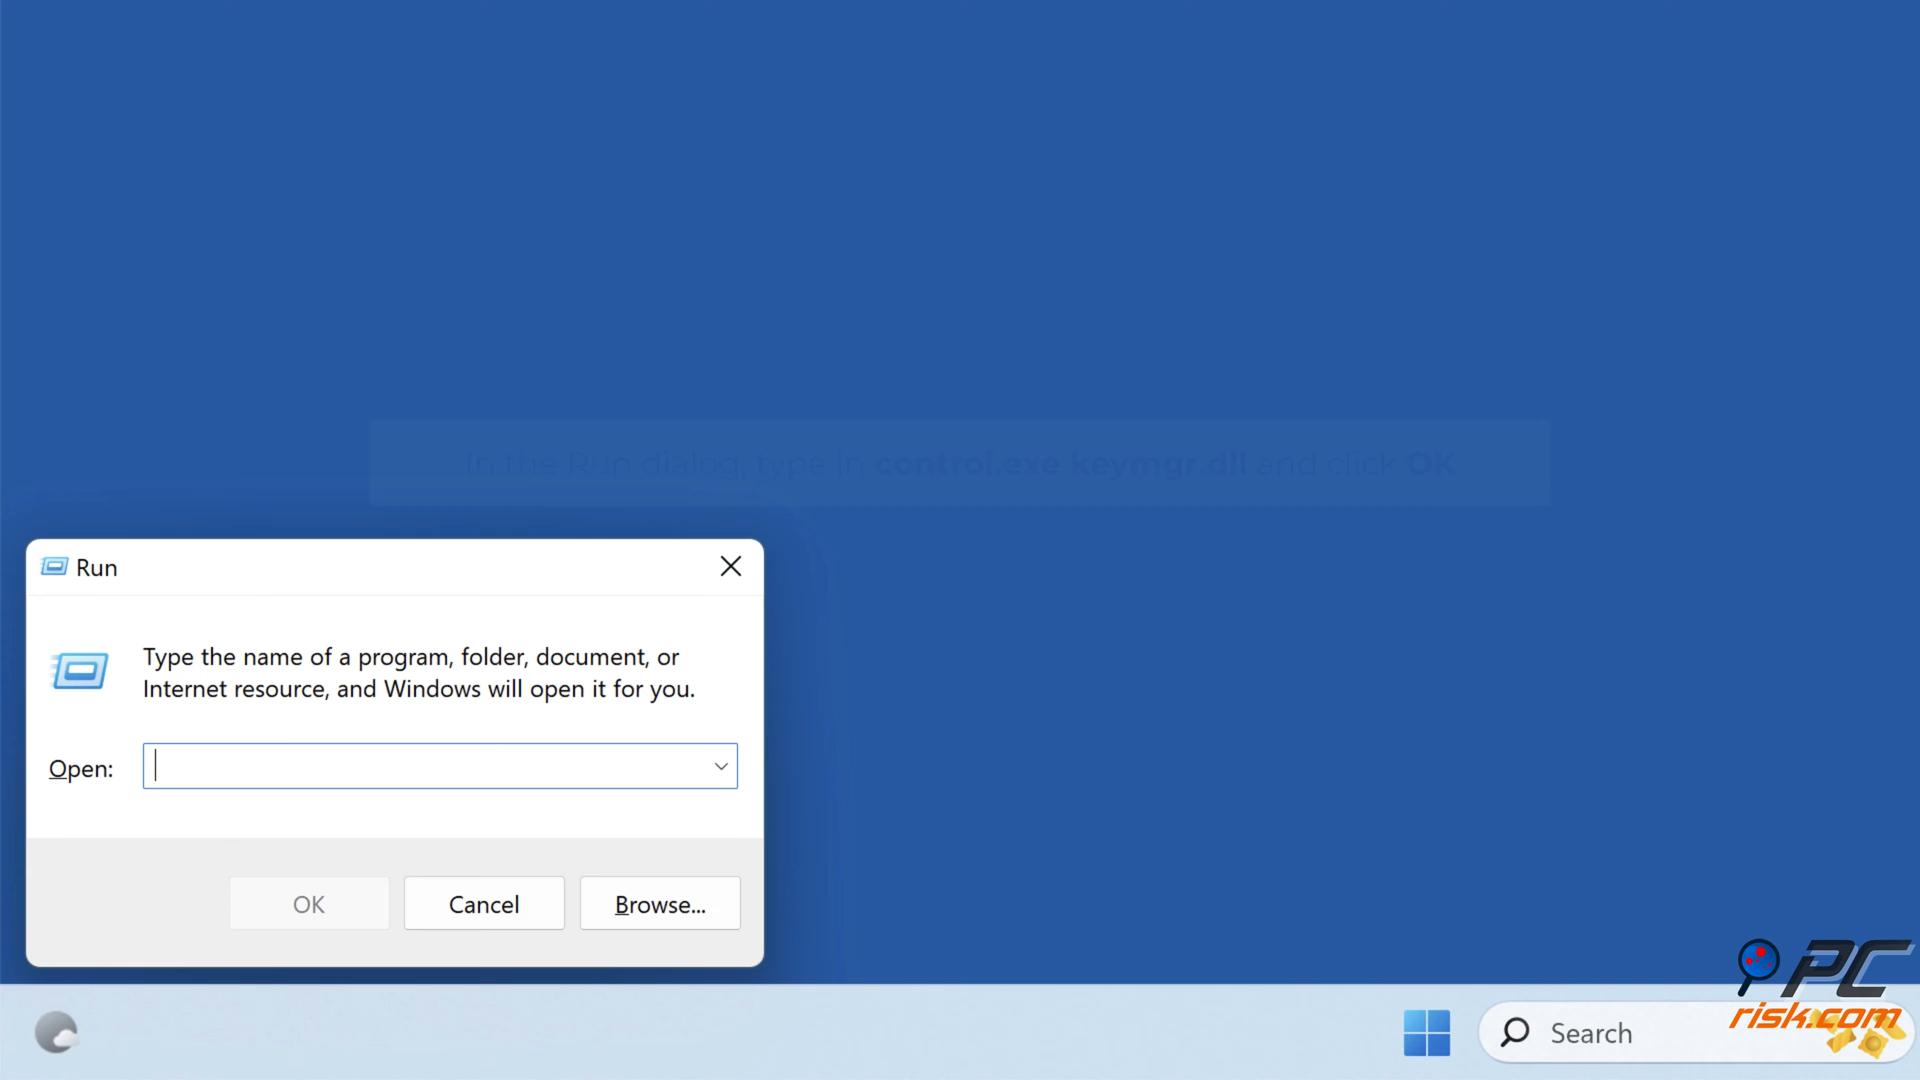 In the Run dialog, type in control.exe keymgr.dll and click OK
Run
Type the name of a program, folder, document, or
Internet resource, and Windows will open it for you.
Open:
OK Cancel Browse...
Search
PC
risk.com